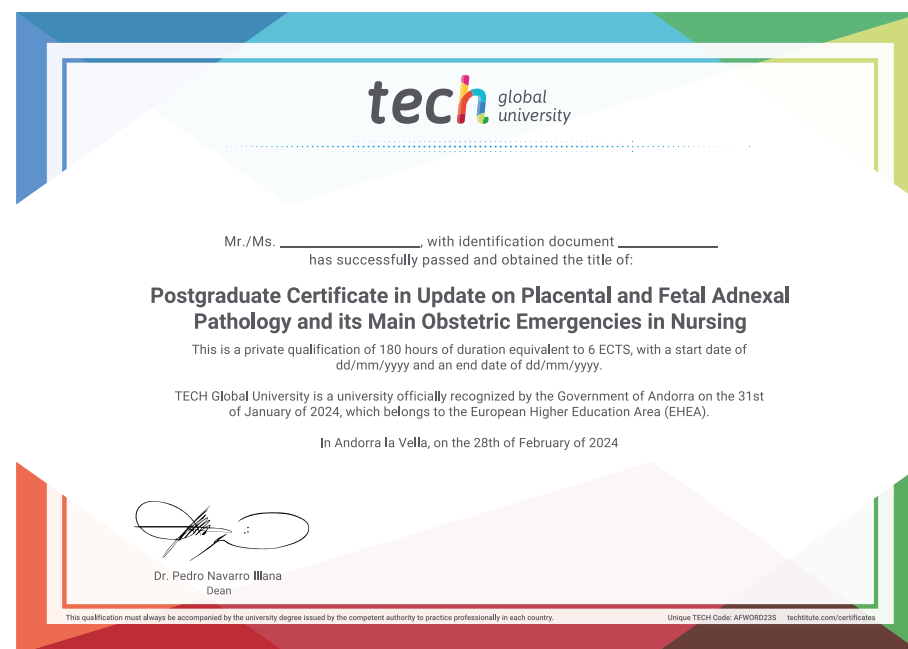 tech global
university
Mr./Ms. ____________________, with identification document ______________
has successfully passed and obtained the title of:
Postgraduate Certificate in Update on Placental and Fetal Adnexal
Pathology and its Main Obstetric Emergencies in Nursing
This is a private qualification of 180 hours of duration equivalent to 6 ECTS, with a start date of
dd/mm/yyyy and an end date of dd/mm/yyyy.
TECH Global University is a university officially recognized by the Government of Andorra on the 31st
of January of 2024, which belongs to the European Higher Education Area (EHEA).
In Andorra la Vella, on the 28th of February of 2024
Dr. Pedro Navarro Illana
Dean
This qualification must always be accompanied by the university degree issued by the competent authority to practice professionally in each country.
Unique TECH Code: AFWORD23S techtitute.com/certificates